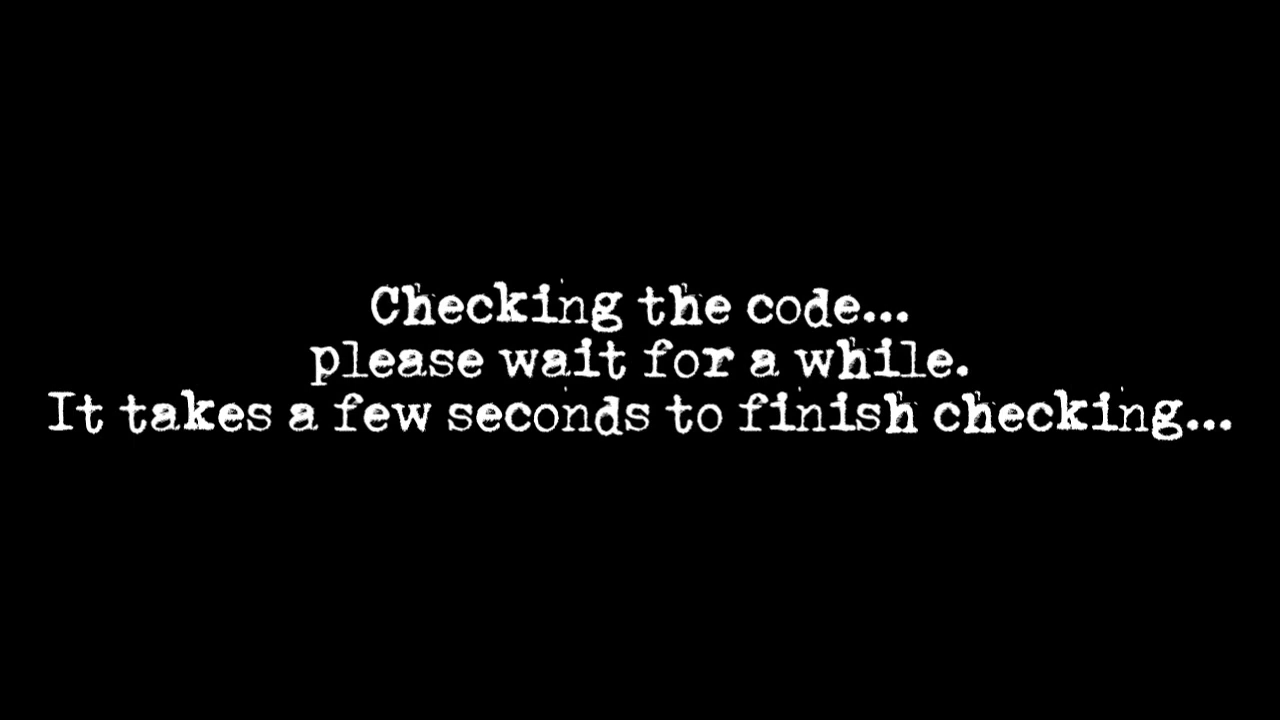 Checking the code...
please wait for a while.
It takes a few seconds to finish checking...